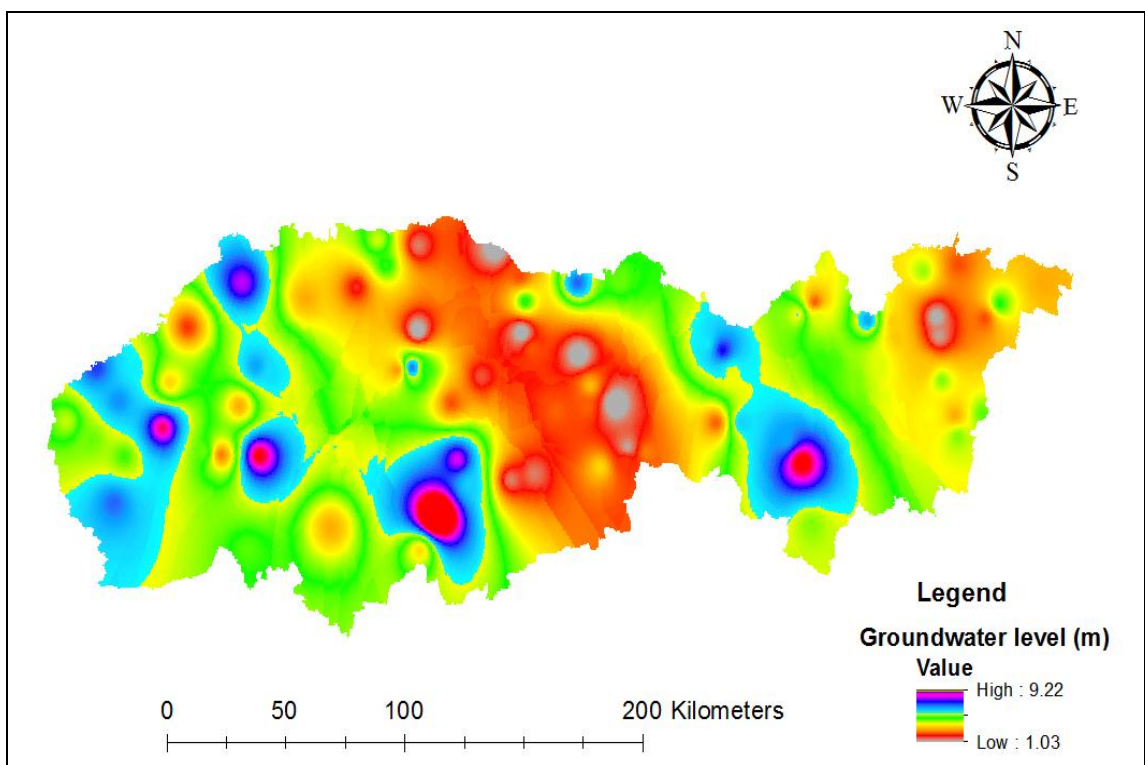 N
W E
S
Legend
Groundwater level (m)
Value
High : 9.22
Low : 1.03
0 50 100 200 Kilometers